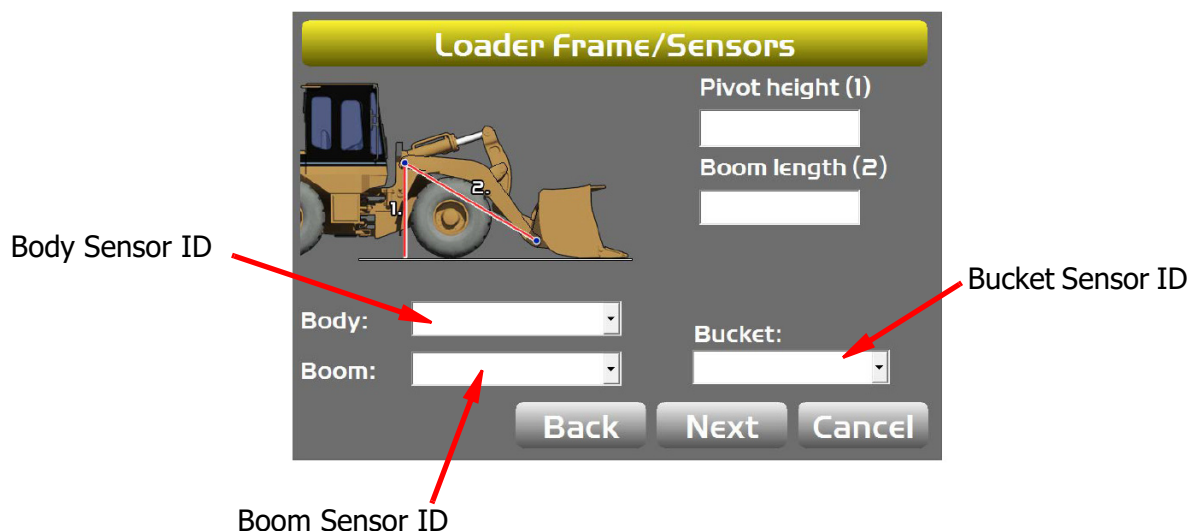 Loader Frame/Sensors
Pivot height (1)
Boom length (2)
1.
2.
Body Sensor ID
Bucket Sensor ID
Body:
Bucket:
Boom:
Back
Next
Cancel
Boom Sensor ID